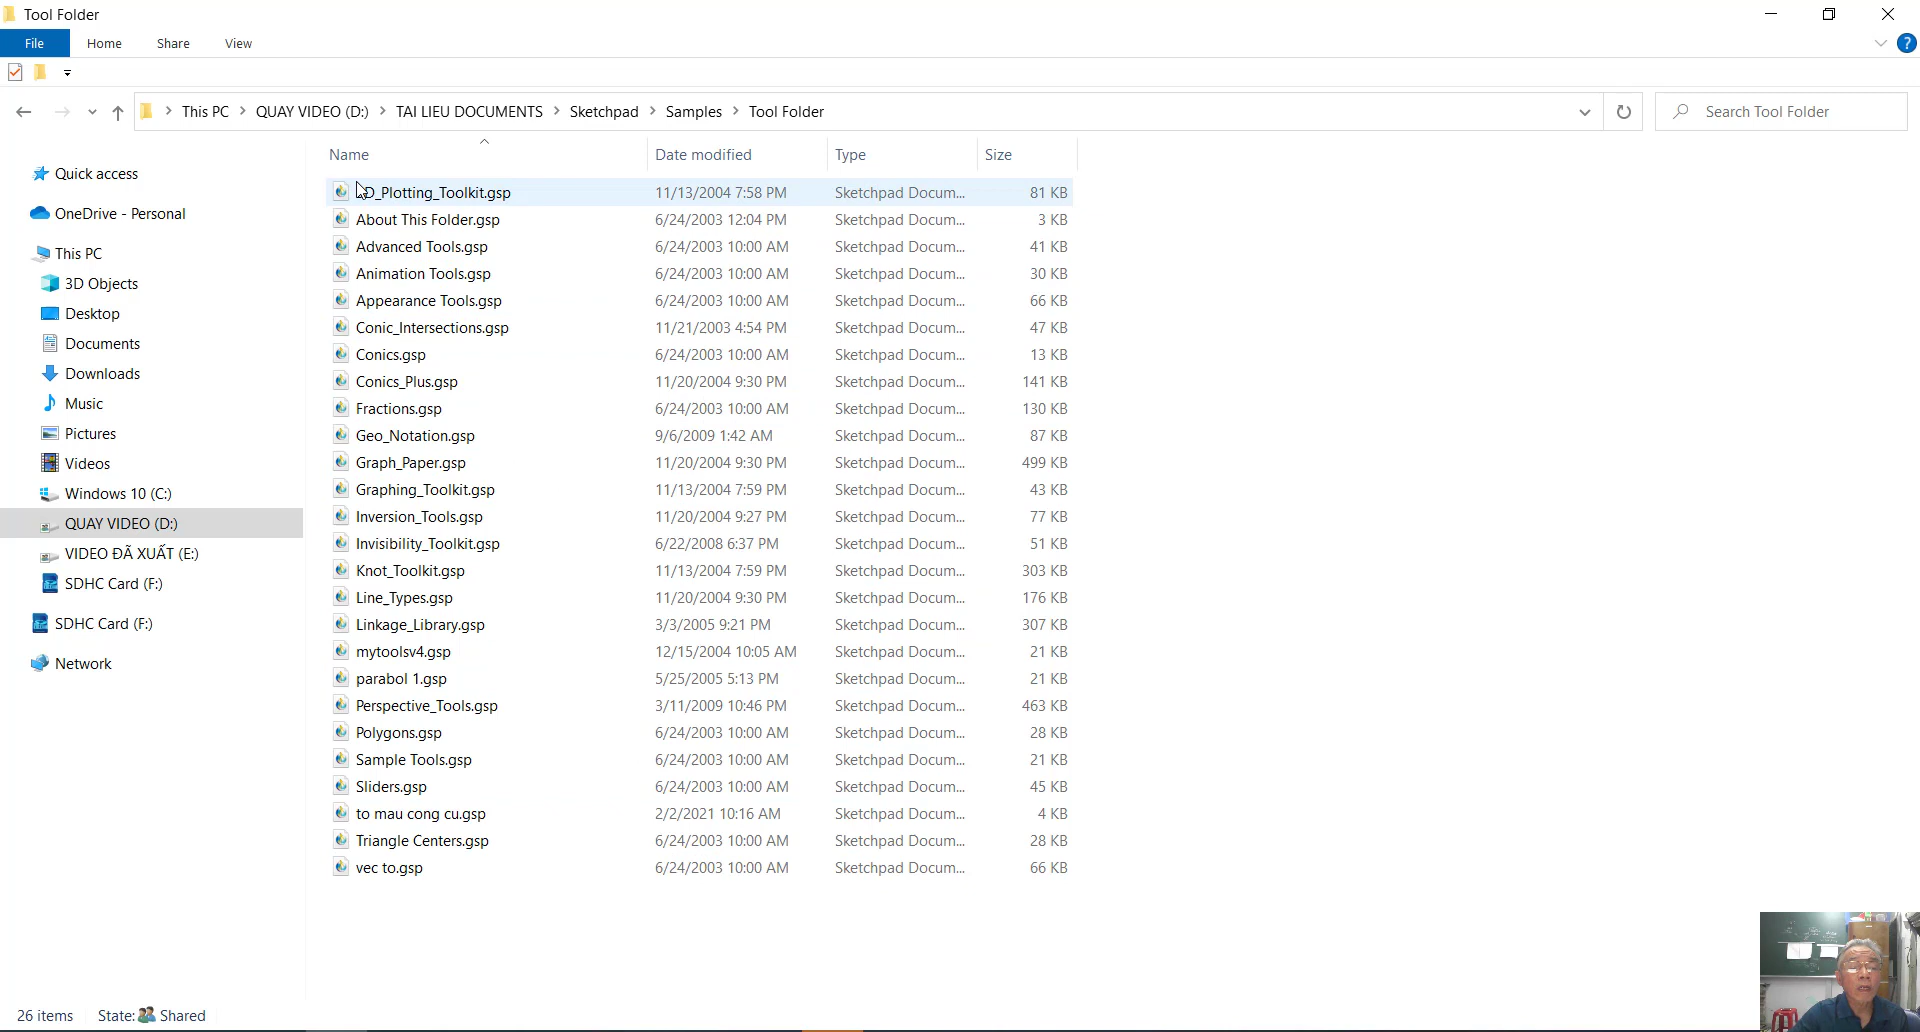 Tool Folder
File Home Share View
This PC QUAY VIDEO (D:) TAI LIEU DOCUMENTS Sketchpad Samples Tool Folder Search Tool Folder
Name Date modified Type Size
Quick access
OneDrive - Personal
This PC
3D Objects
Desktop
Documents
Downloads
Music
Pictures
Videos
Windows 10 (C:)
QUAY VIDEO (D:)
VIDEO ĐÃ XUẤT (E:)
SDHC Card (F:)
SDHC Card (F:)
Network
D_Plotting_Toolkit.gsp 11/13/2004 7:58 PM Sketchpad Docum... 81 KB
About This Folder.gsp 6/24/2003 12:04 PM Sketchpad Docum... 3 KB
Advanced Tools.gsp 6/24/2003 10:00 AM Sketchpad Docum... 41 KB
Animation Tools.gsp 6/24/2003 10:00 AM Sketchpad Docum... 30 KB
Appearance Tools.gsp 6/24/2003 10:00 AM Sketchpad Docum... 66 KB
Conic_Intersections.gsp 11/21/2003 4:54 PM Sketchpad Docum... 47 KB
Conics.gsp 6/24/2003 10:00 AM Sketchpad Docum... 13 KB
Conics_Plus.gsp 11/20/2004 9:30 PM Sketchpad Docum... 141 KB
Fractions.gsp 6/24/2003 10:00 AM Sketchpad Docum... 130 KB
Geo_Notation.gsp 9/6/2009 1:42 AM Sketchpad Docum... 87 KB
Graph_Paper.gsp 11/20/2004 9:30 PM Sketchpad Docum... 499 KB
Graphing_Toolkit.gsp 11/13/2004 7:59 PM Sketchpad Docum... 43 KB
Inversion_Tools.gsp 11/20/2004 9:27 PM Sketchpad Docum... 77 KB
Invisibility_Toolkit.gsp 6/22/2008 6:37 PM Sketchpad Docum... 51 KB
Knot_Toolkit.gsp 11/13/2004 7:59 PM Sketchpad Docum... 303 KB
Line_Types.gsp 11/20/2004 9:30 PM Sketchpad Docum... 176 KB
Linkage_Library.gsp 3/3/2005 9:21 PM Sketchpad Docum... 307 KB
mytoolsv4.gsp 12/15/2004 10:05 AM Sketchpad Docum... 21 KB
parabol 1.gsp 5/25/2005 5:13 PM Sketchpad Docum... 21 KB
Perspective_Tools.gsp 3/11/2009 10:46 PM Sketchpad Docum... 463 KB
Polygons.gsp 6/24/2003 10:00 AM Sketchpad Docum... 28 KB
Sample Tools.gsp 6/24/2003 10:00 AM Sketchpad Docum... 21 KB
Sliders.gsp 6/24/2003 10:00 AM Sketchpad Docum... 45 KB
to mau cong cu.gsp 2/2/2021 10:16 AM Sketchpad Docum... 4 KB
Triangle Centers.gsp 6/24/2003 10:00 AM Sketchpad Docum... 28 KB
vec to.gsp 6/24/2003 10:00 AM Sketchpad Docum... 66 KB
26 items State: Shared